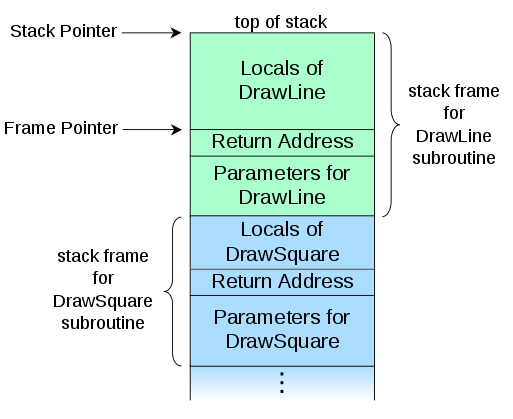 Stack Pointer
top of stack
Locals of
DrawLine
stack frame
for
DrawLine
subroutine
Frame Pointer
Return Address
Parameters for
DrawLine
Locals of
DrawSquare
stack frame
for
DrawSquare
subroutine
Return Address
Parameters for
DrawSquare
⋮